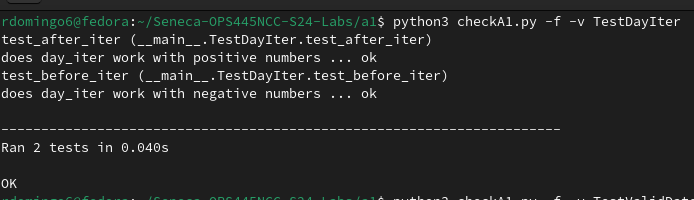 rdomingo6@fedora:~/Seneca-OPS445NCC-S24-Labs/a1$ python3 checkA1.py -f -v TestDayIter
test_after_iter (__main__.TestDayIter.test_after_iter)
does day_iter work with positive numbers ... ok
test_before_iter (__main__.TestDayIter.test_before_iter)
does day_iter work with negative numbers ... ok
----------------------------------------------------------------------
Ran 2 tests in 0.040s
OK